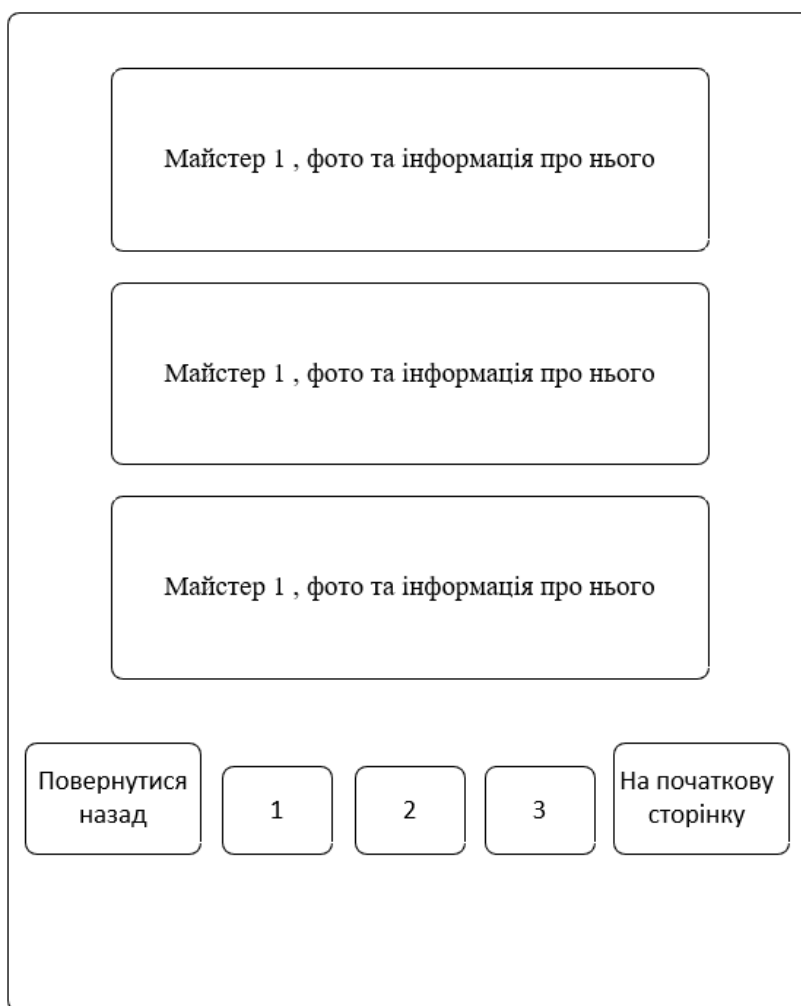 Майстер 1 , фото та інформація про нього
Майстер 1 , фото та інформація про нього
Майстер 1 , фото та інформація про нього
Повернутися
назад
1
2
3
На початкову
сторінку